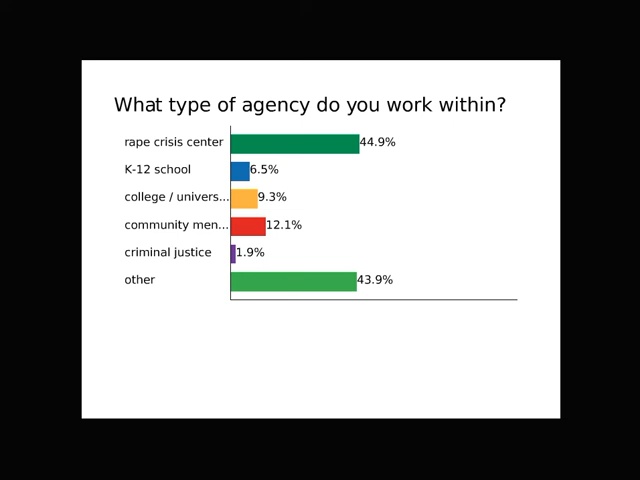 What type of agency do you work within?
rape crisis center 44.9%
K-12 school 6.5%
college / univers... 9.3%
community men... 12.1%
criminal justice 1.9%
other 43.9%